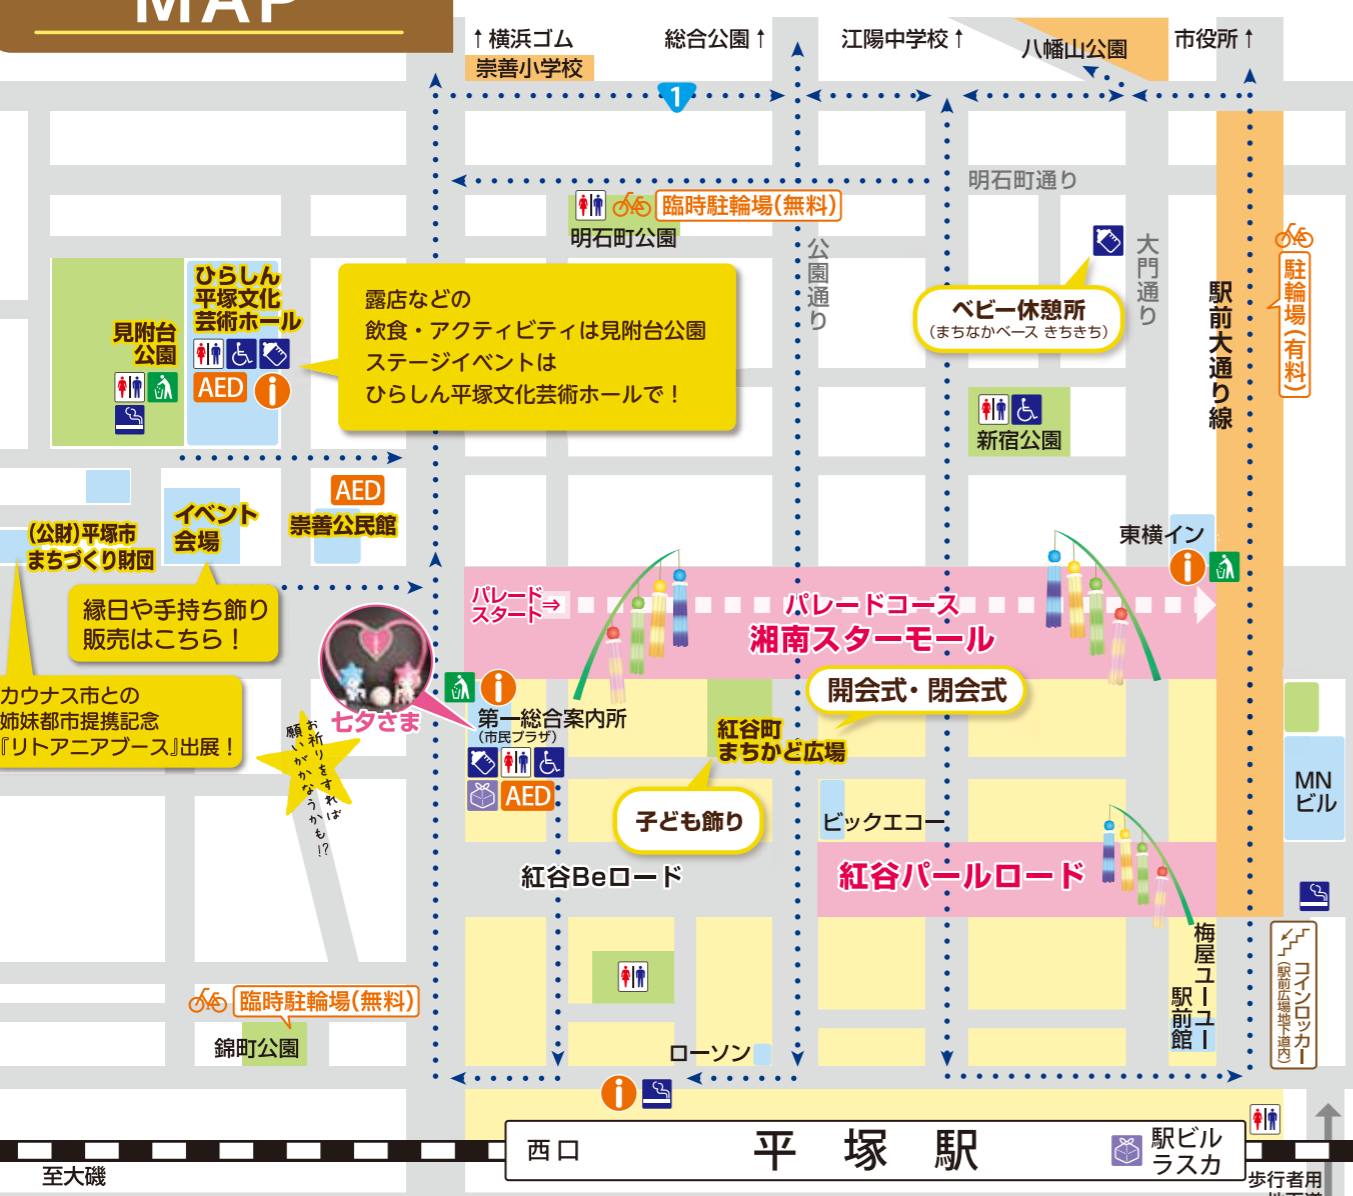 MAP
↑横浜ゴム
総合公園↑
江陽中学校↑
八幡山公園
市役所↑
崇善小学校
1
明石町通り
臨時駐輪場(無料)
明石町公園
公園通り
大門通り
駐輪場(有料)
駅前大通り線
ベビー休憩所
(まちなかベース きちきち)
ひらしん
平塚文化
芸術ホール
AED
i
見附台
公園
露店などの
飲食・アクティビティは見附台公園
ステージイベントは
ひらしん平塚文化芸術ホールで！
新宿公園
AED
崇善公民館
イベント
会場
(公財)平塚市
まちづくり財団
東横イン
i
縁日や手持ち飾り
販売はこちら！
パレード
スタート⇒
パレードコース
湘南スターモール
カウナス市との
姉妹都市提携記念
『リトアニアブース』出展！
七夕さま
お祈りをすれば
願いがかなうかも!?
i
第一総合案内所
(市民プラザ)
AED
紅谷町
まちかど広場
開会式・閉会式
子ども飾り
ビックエコー
MN
ビル
紅谷Beロード
紅谷パールロード
梅屋ユーユー
駅前館
コインロッカー
(駅前広場地下道内)
臨時駐輪場(無料)
錦町公園
ローソン
i
西口
平塚駅
駅ビル
ラスカ
至大磯
歩行者用